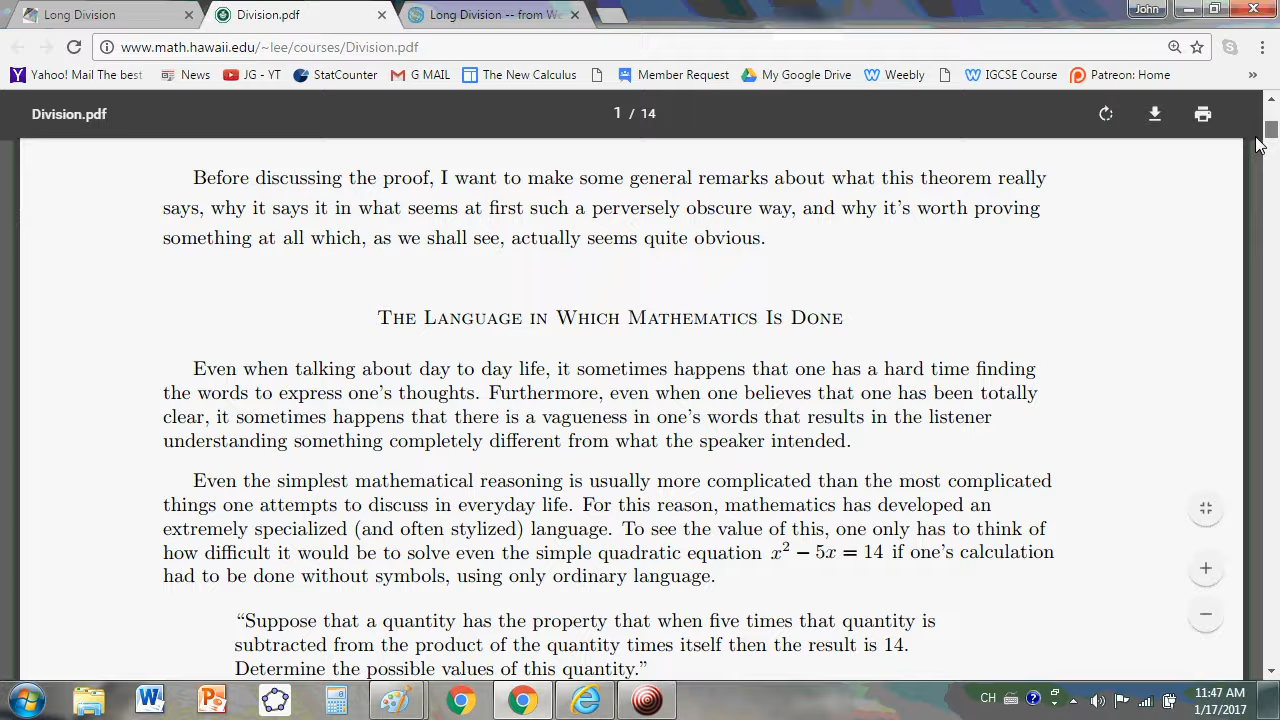 Long Division
Division.pdf
Long Division -- from W
John
www.math.hawaii.edu/~lee/courses/Division.pdf
Yahoo! Mail The best
News
JG - YT
StatCounter
G MAIL
The New Calculus
Member Request
My Google Drive
Weebly
IGCSE Course
Patreon: Home
»
Division.pdf
1 / 14
Before discussing the proof, I want to make some general remarks about what this theorem really
says, why it says it in what seems at first such a perversely obscure way, and why it's worth proving
something at all which, as we shall see, actually seems quite obvious.
The Language in Which Mathematics Is Done
Even when talking about day to day life, it sometimes happens that one has a hard time finding
the words to express one's thoughts. Furthermore, even when one believes that one has been totally
clear, it sometimes happens that there is a vagueness in one's words that results in the listener
understanding something completely different from what the speaker intended.
Even the simplest mathematical reasoning is usually more complicated than the most complicated
things one attempts to discuss in everyday life. For this reason, mathematics has developed an
extremely specialized (and often stylized) language. To see the value of this, one only has to think of
how difficult it would be to solve even the simple quadratic equation x² − 5x = 14 if one's calculation
had to be done without symbols, using only ordinary language.
“Suppose that a quantity has the property that when five times that quantity is
subtracted from the product of the quantity times itself then the result is 14.
Determine the possible values of this quantity.”
CH
11:47 AM
1/17/2017